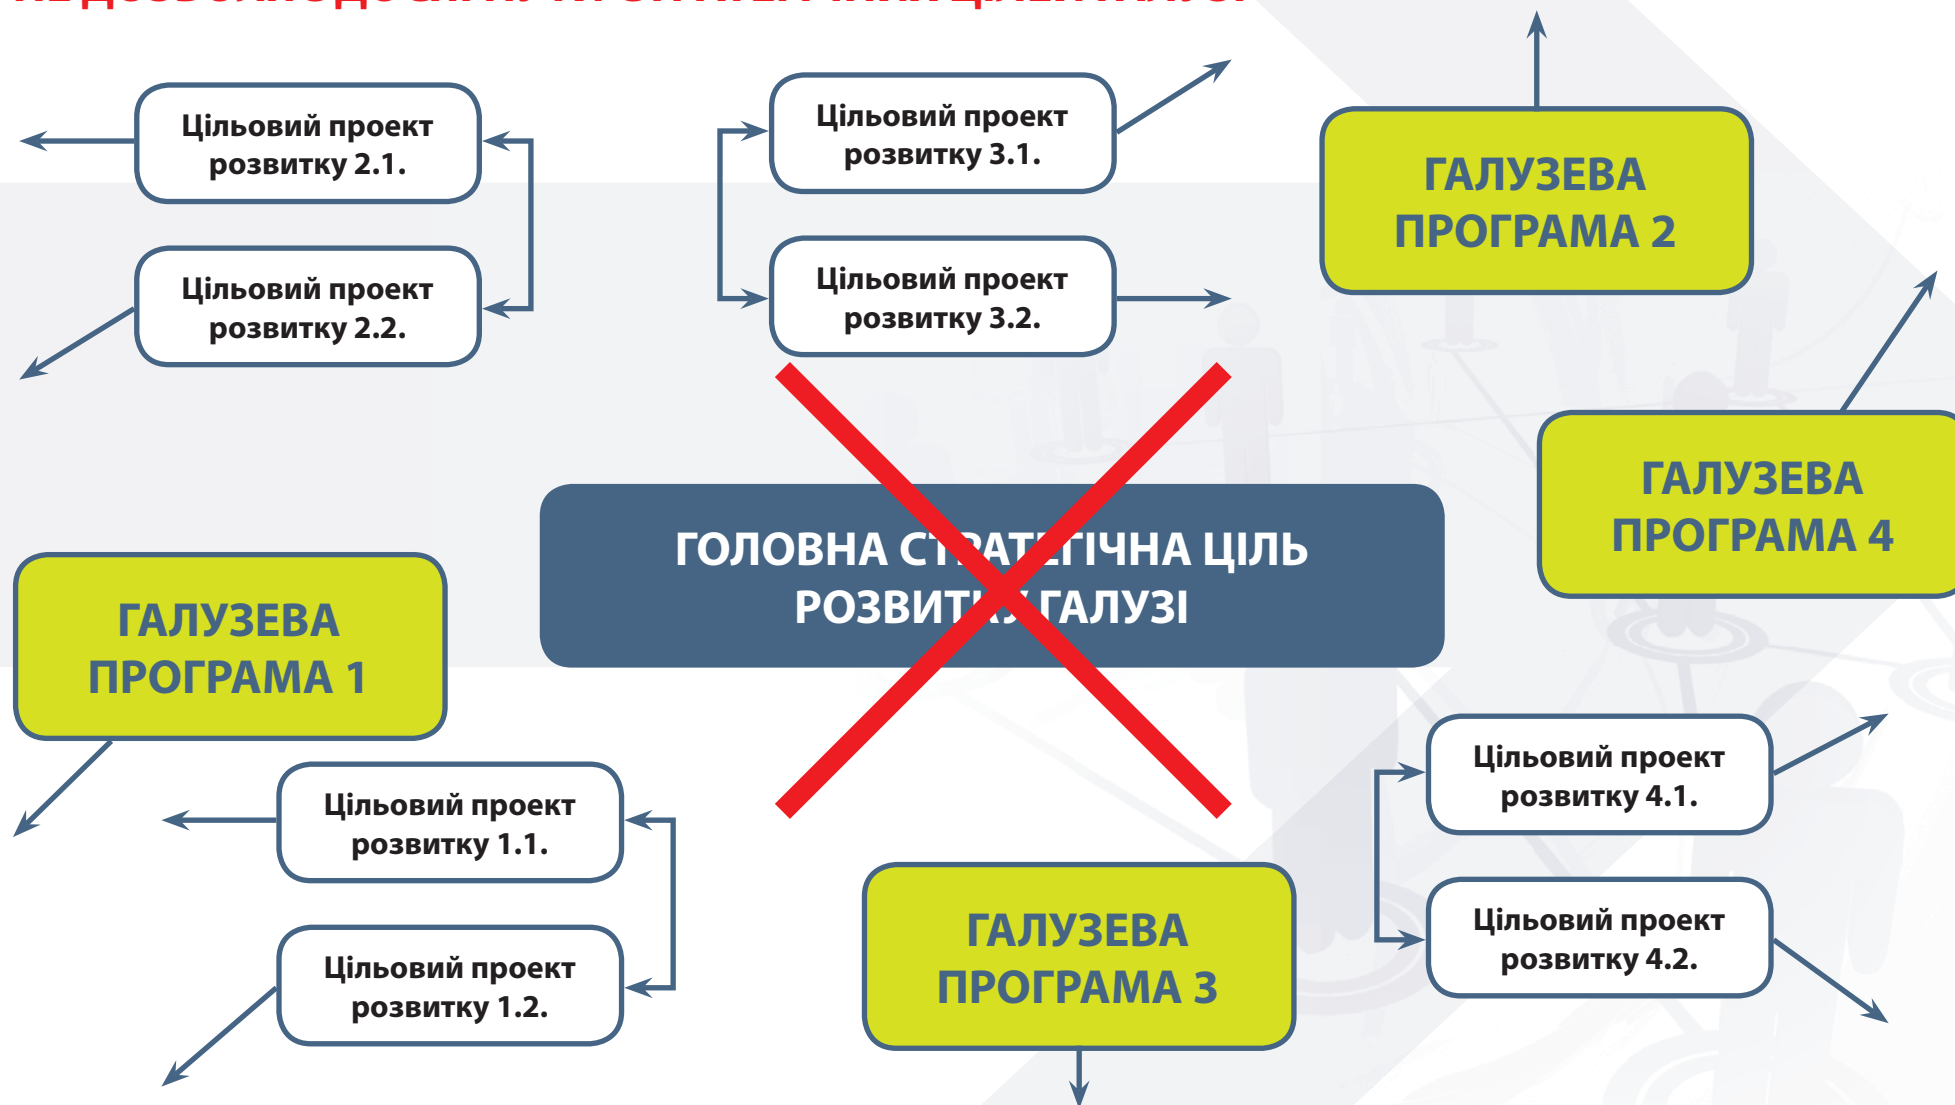 Цільовий проект
розвитку 2.1.
Цільовий проект
розвитку 3.1.
ГАЛУЗЕВА
ПРОГРАМА 2
Цільовий проект
розвитку 2.2.
Цільовий проект
розвитку 3.2.
ГАЛУЗЕВА
ПРОГРАМА 4
ГОЛОВНА СТРАТЕГІЧНА ЦІЛЬ
РОЗВИТКУ ГАЛУЗІ
ГАЛУЗЕВА
ПРОГРАМА 1
Цільовий проект
розвитку 1.1.
Цільовий проект
розвитку 4.1.
ГАЛУЗЕВА
ПРОГРАМА 3
Цільовий проект
розвитку 1.2.
Цільовий проект
розвитку 4.2.